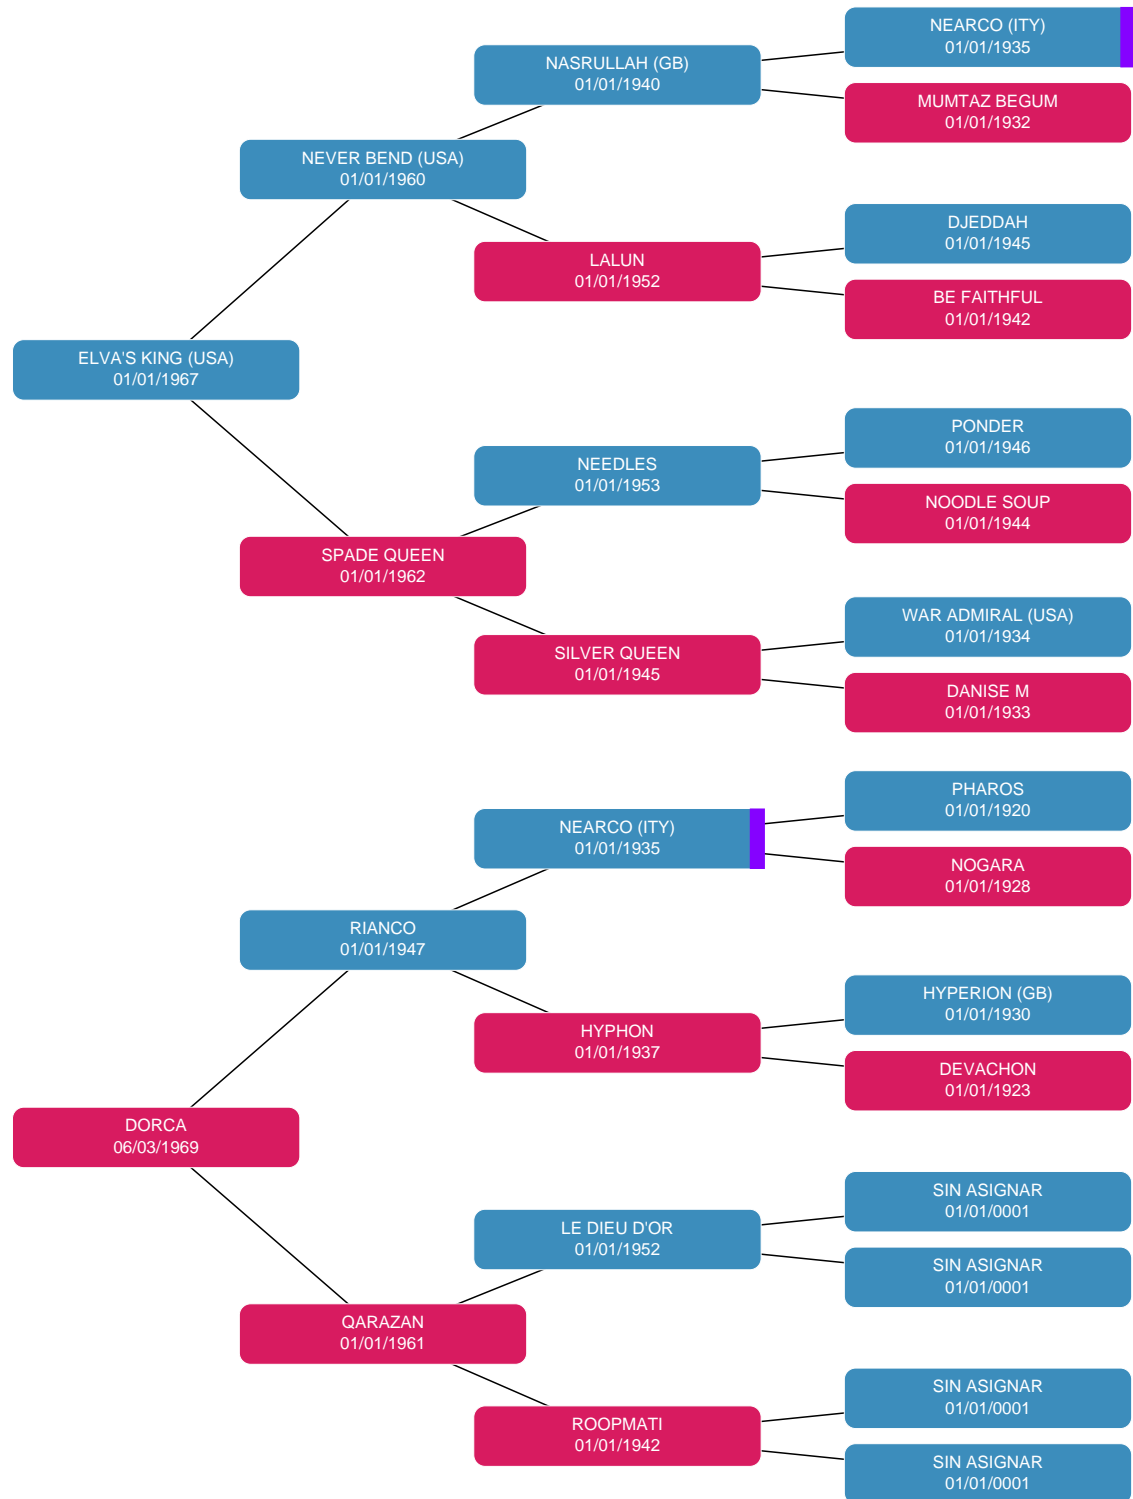 NEARCO (ITY)
01/01/1935
NASRULLAH (GB)
01/01/1940
MUMTAZ BEGUM
01/01/1932
NEVER BEND (USA)
01/01/1960
DJEDDAH
01/01/1945
LALUN
01/01/1952
BE FAITHFUL
01/01/1942
ELVA'S KING (USA)
01/01/1967
PONDER
01/01/1946
NEEDLES
01/01/1953
NOODLE SOUP
01/01/1944
SPADE QUEEN
01/01/1962
WAR ADMIRAL (USA)
01/01/1934
SILVER QUEEN
01/01/1945
DANISE M
01/01/1933
PHAROS
01/01/1920
NEARCO (ITY)
01/01/1935
NOGARA
01/01/1928
RIANCO
01/01/1947
HYPERION (GB)
01/01/1930
HYPHON
01/01/1937
DEVACHON
01/01/1923
DORCA
06/03/1969
SIN ASIGNAR
01/01/0001
LE DIEU D'OR
01/01/1952
SIN ASIGNAR
01/01/0001
QARAZAN
01/01/1961
SIN ASIGNAR
01/01/0001
ROOPMATI
01/01/1942
SIN ASIGNAR
01/01/0001